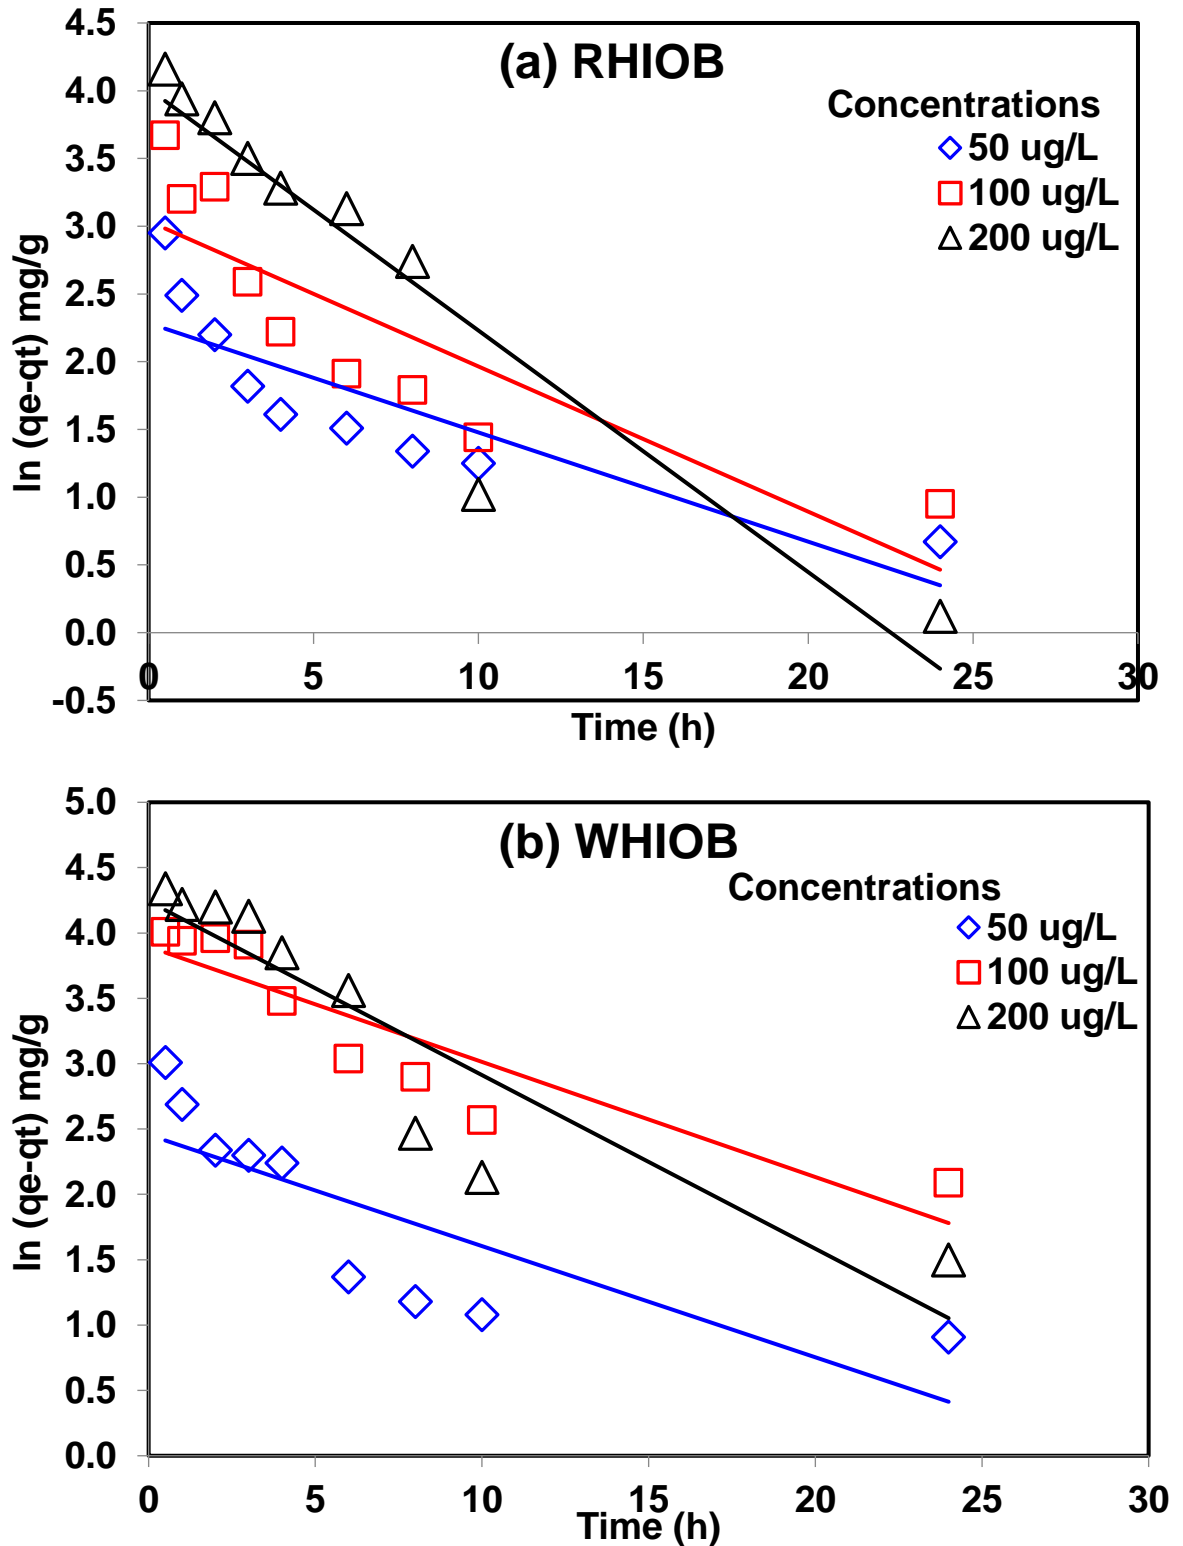 (a) RHIOB
Concentrations
50 ug/L
100 ug/L
200 ug/L
ln (qe-qt) mg/g
4.5
4.0
3.5
3.0
2.5
2.0
1.5
1.0
0.5
0.0
-0.5
0 5 10 15 20 25 30
Time (h)
(b) WHIOB
Concentrations
50 ug/L
100 ug/L
200 ug/L
ln (qe-qt) mg/g
5.0
4.5
4.0
3.5
3.0
2.5
2.0
1.5
1.0
0.5
0.0
0 5 10 15 20 25 30
Time (h)